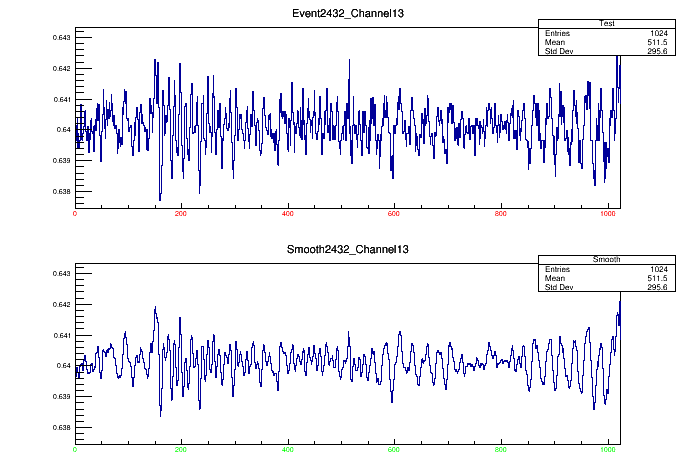 Event2432_Channel13
Test
Entries 1024
Mean 511.5
Std Dev 295.6
0.643
0.642
0.641
0.64
0.639
0.638
0 200 400 600 800 1000
Smooth2432_Channel13
Smooth
Entries 1024
Mean 511.5
Std Dev 295.6
0.643
0.642
0.641
0.64
0.639
0.638
0 200 400 600 800 1000